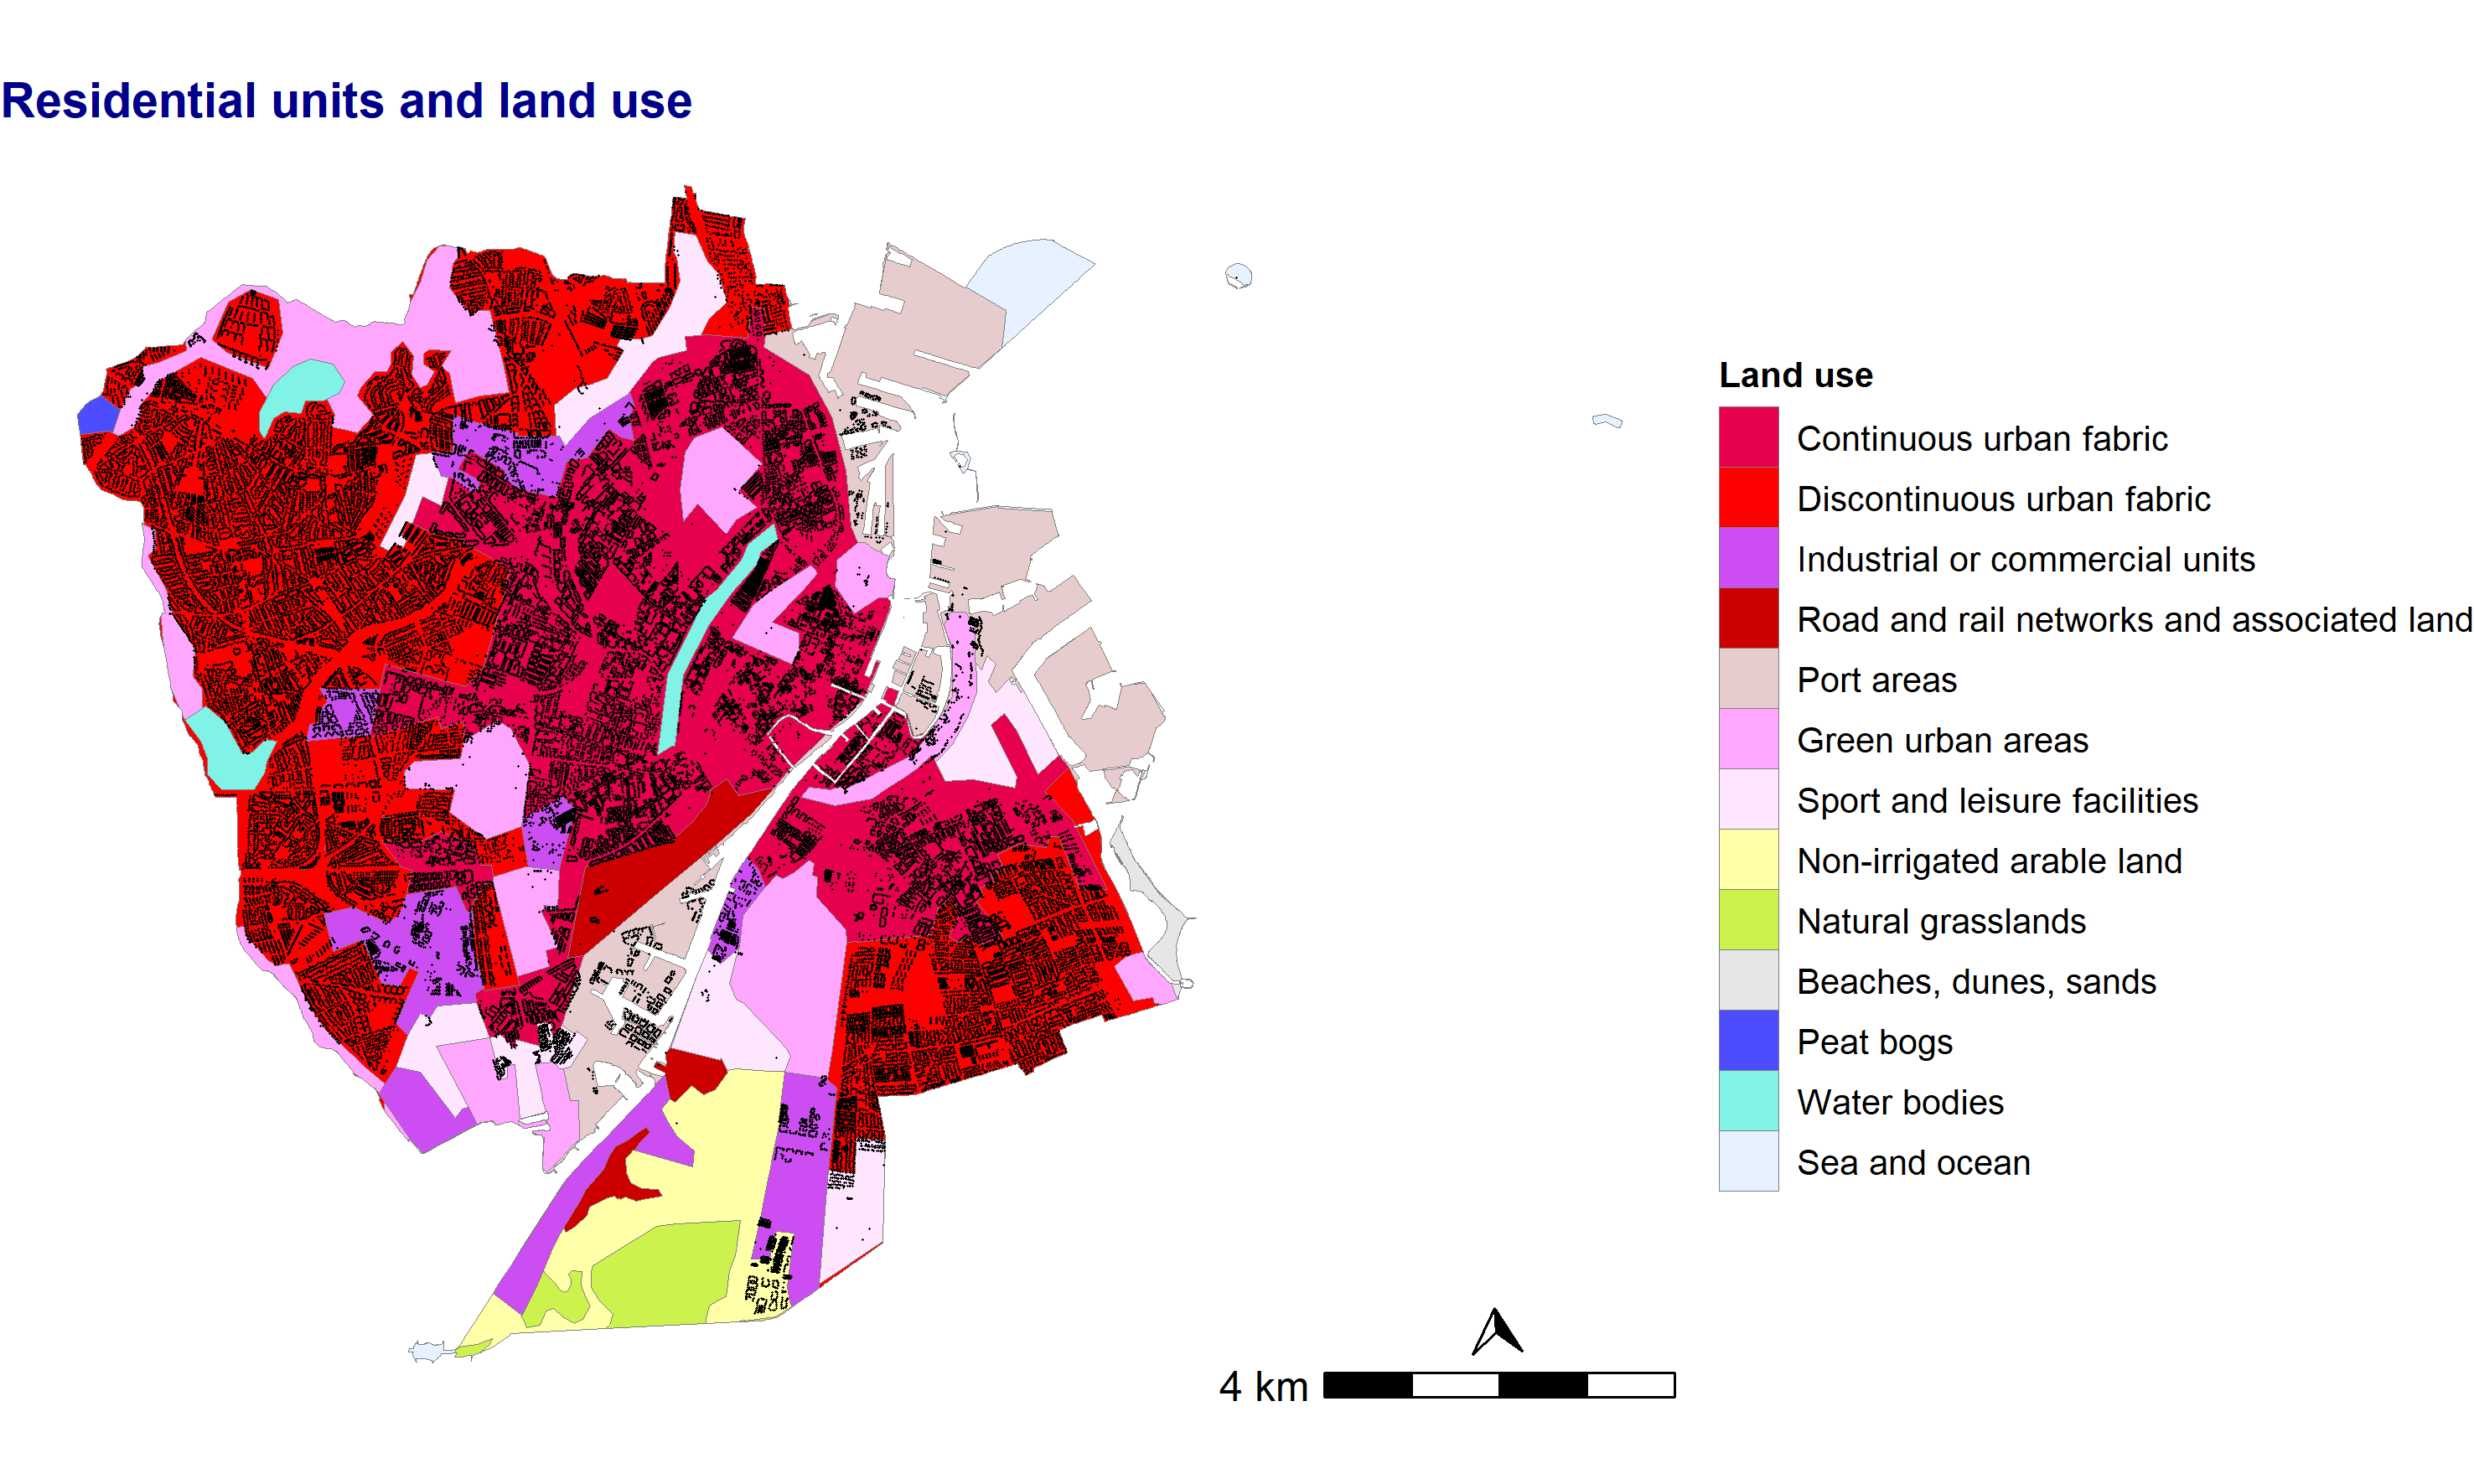 Residential units and land use
Land use
Continuous urban fabric
Discontinuous urban fabric
Industrial or commercial units
Road and rail networks and associated land
Port areas
Green urban areas
Sport and leisure facilities
Non-irrigated arable land
Natural grasslands
Beaches, dunes, sands
Peat bogs
Water bodies
Sea and ocean
4 km